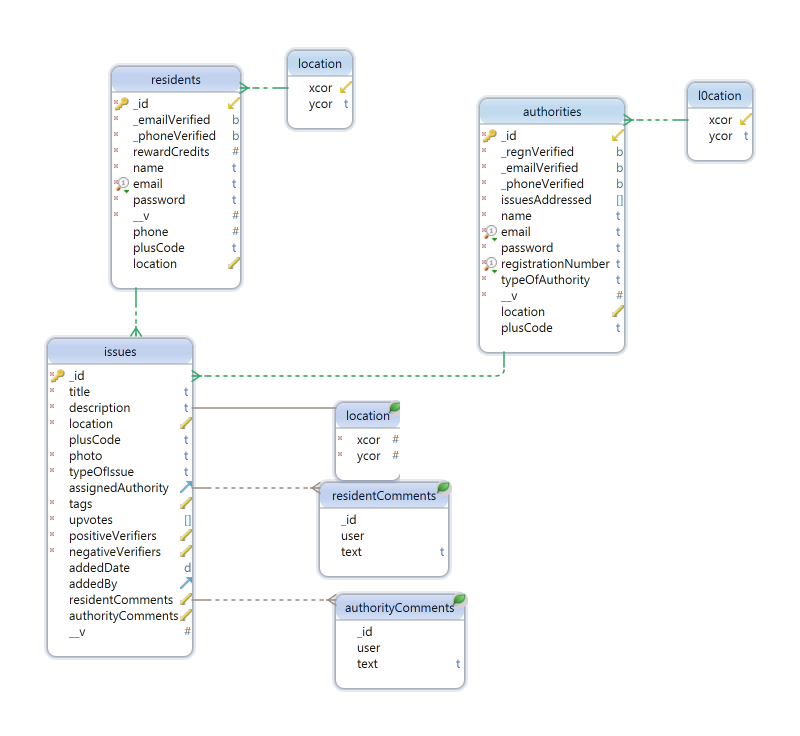 location
xcor
ycor t
residents
_id
_emailVerified b
_phoneVerified b
rewardCredits #
name t
email t
password t
__v #
phone #
plusCode t
location
l0cation
xcor
ycor t
authorities
_id
_regnVerified b
_emailVerified b
_phoneVerified b
issuesAddressed []
name t
email t
password t
registrationNumber t
typeOfAuthority t
__v #
location
plusCode t
issues
_id
title t
description t
location
plusCode t
photo t
typeOfIssue t
assignedAuthority
tags
upvotes []
positiveVerifiers
negativeVerifiers
addedDate d
addedBy
residentComments
authorityComments
__v #
location
xcor #
ycor #
residentComments
_id
user
text t
authorityComments
_id
user
text t